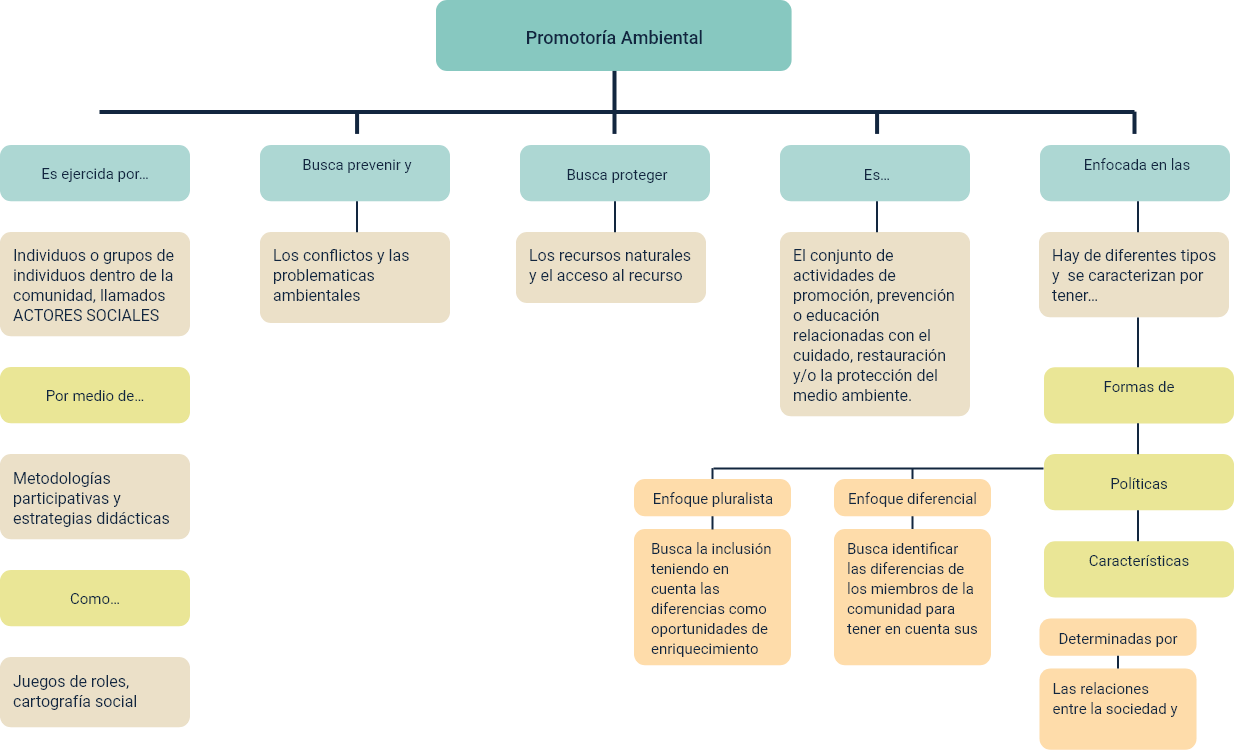 Promotoría Ambiental
Es ejercida por...
Individuos o grupos de
individuos dentro de la
comunidad, llamados
ACTORES SOCIALES
Por medio de...
Metodologías
participativas y
estrategias didácticas
Como...
Juegos de roles,
cartografía social
Busca prevenir y
Los conflictos y las
problematicas
ambientales
Busca proteger
Los recursos naturales
y el acceso al recurso
Es...
El conjunto de
actividades de
promoción, prevención
o educación
relacionadas con el
cuidado, restauración
y/o la protección del
medio ambiente.
Enfocada en las
Hay de diferentes tipos
y se caracterizan por
tener...
Formas de
Políticas
Enfoque pluralista
Busca la inclusión
teniendo en
cuenta las
diferencias como
oportunidades de
enriquecimiento
Enfoque diferencial
Busca identificar
las diferencias de
los miembros de la
comunidad para
tener en cuenta sus
Características
Determinadas por
Las relaciones
entre la sociedad y